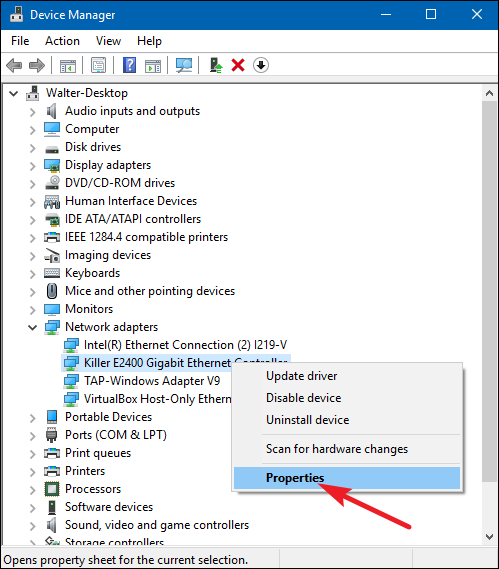 Device Manager
File Action View Help
Walter-Desktop
Audio inputs and outputs
Computer
Disk drives
Display adapters
DVD/CD-ROM drives
Human Interface Devices
IDE ATA/ATAPI controllers
IEEE 1284.4 compatible printers
Imaging devices
Keyboards
Mice and other pointing devices
Monitors
Network adapters
Intel(R) Ethernet Connection (2) I219-V
Killer E2400 Gigabit Ethernet Controller
TAP-Windows Adapter V9
VirtualBox Host-Only Ethern
Portable Devices
Ports (COM & LPT)
Print queues
Printers
Processors
Software devices
Sound, video and game controllers
Storage controllers
Update driver
Disable device
Uninstall device
Scan for hardware changes
Properties
Opens property sheet for the current selection.